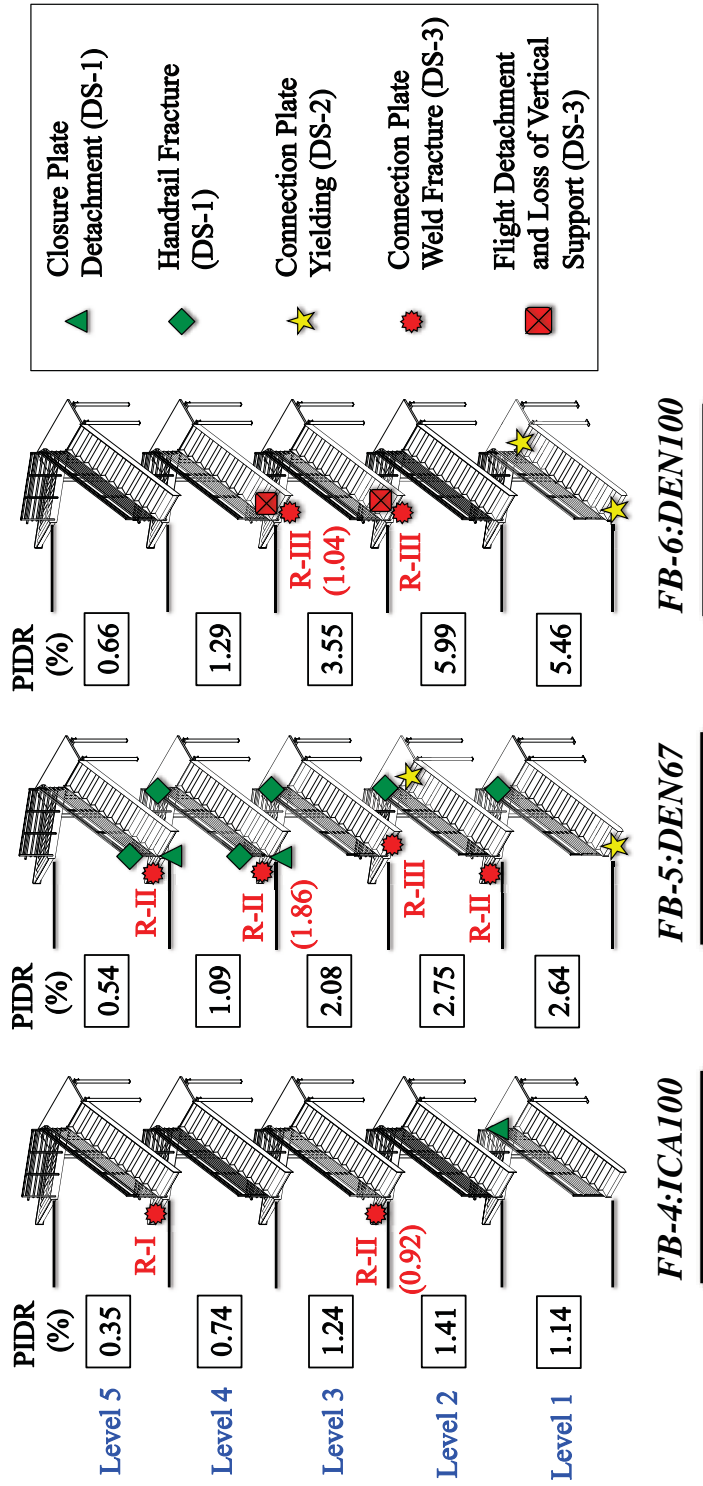 PIDR
(%)
Level 5
0.35
R-I
Level 4
0.74
Level 3
1.24
R-II
(0.92)
Level 2
1.41
Level 1
1.14
FB-4:ICA100
PIDR
(%)
0.54
R-II
1.09
R-II
(1.86)
2.08
R-III
2.75
R-II
2.64
FB-5:DEN67
PIDR
(%)
0.66
1.29
R-III
(1.04)
3.55
R-III
5.99
5.46
FB-6:DEN100
Closure Plate
Detachment (DS-1)
Handrail Fracture
(DS-1)
Connection Plate
Yielding (DS-2)
Connection Plate
Weld Fracture (DS-3)
Flight Detachment
and Loss of Vertical
Support (DS-3)